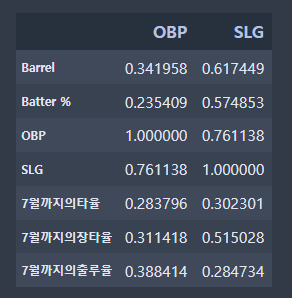 OBP SLG
Barrel 0.341958 0.617449
Batter % 0.235409 0.574853
OBP 1.000000 0.761138
SLG 0.761138 1.000000
7월까지의타율 0.283796 0.302301
7월까지의장타율 0.311418 0.515028
7월까지의출루율 0.388414 0.284734